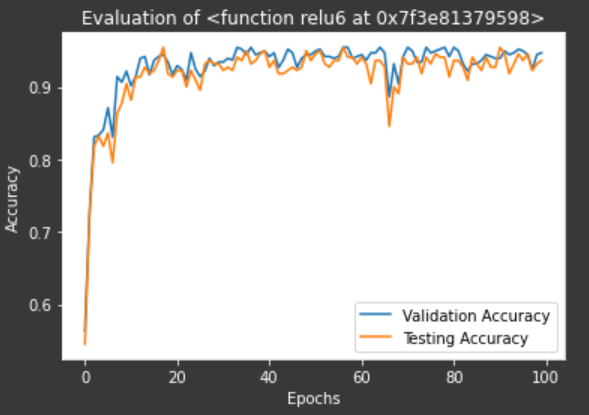 Evaluation of <function relu6 at 0x7f3e81379598>
Accuracy
0.9
0.8
0.7
0.6
Validation Accuracy
Testing Accuracy
0 20 40 60 80 100
Epochs